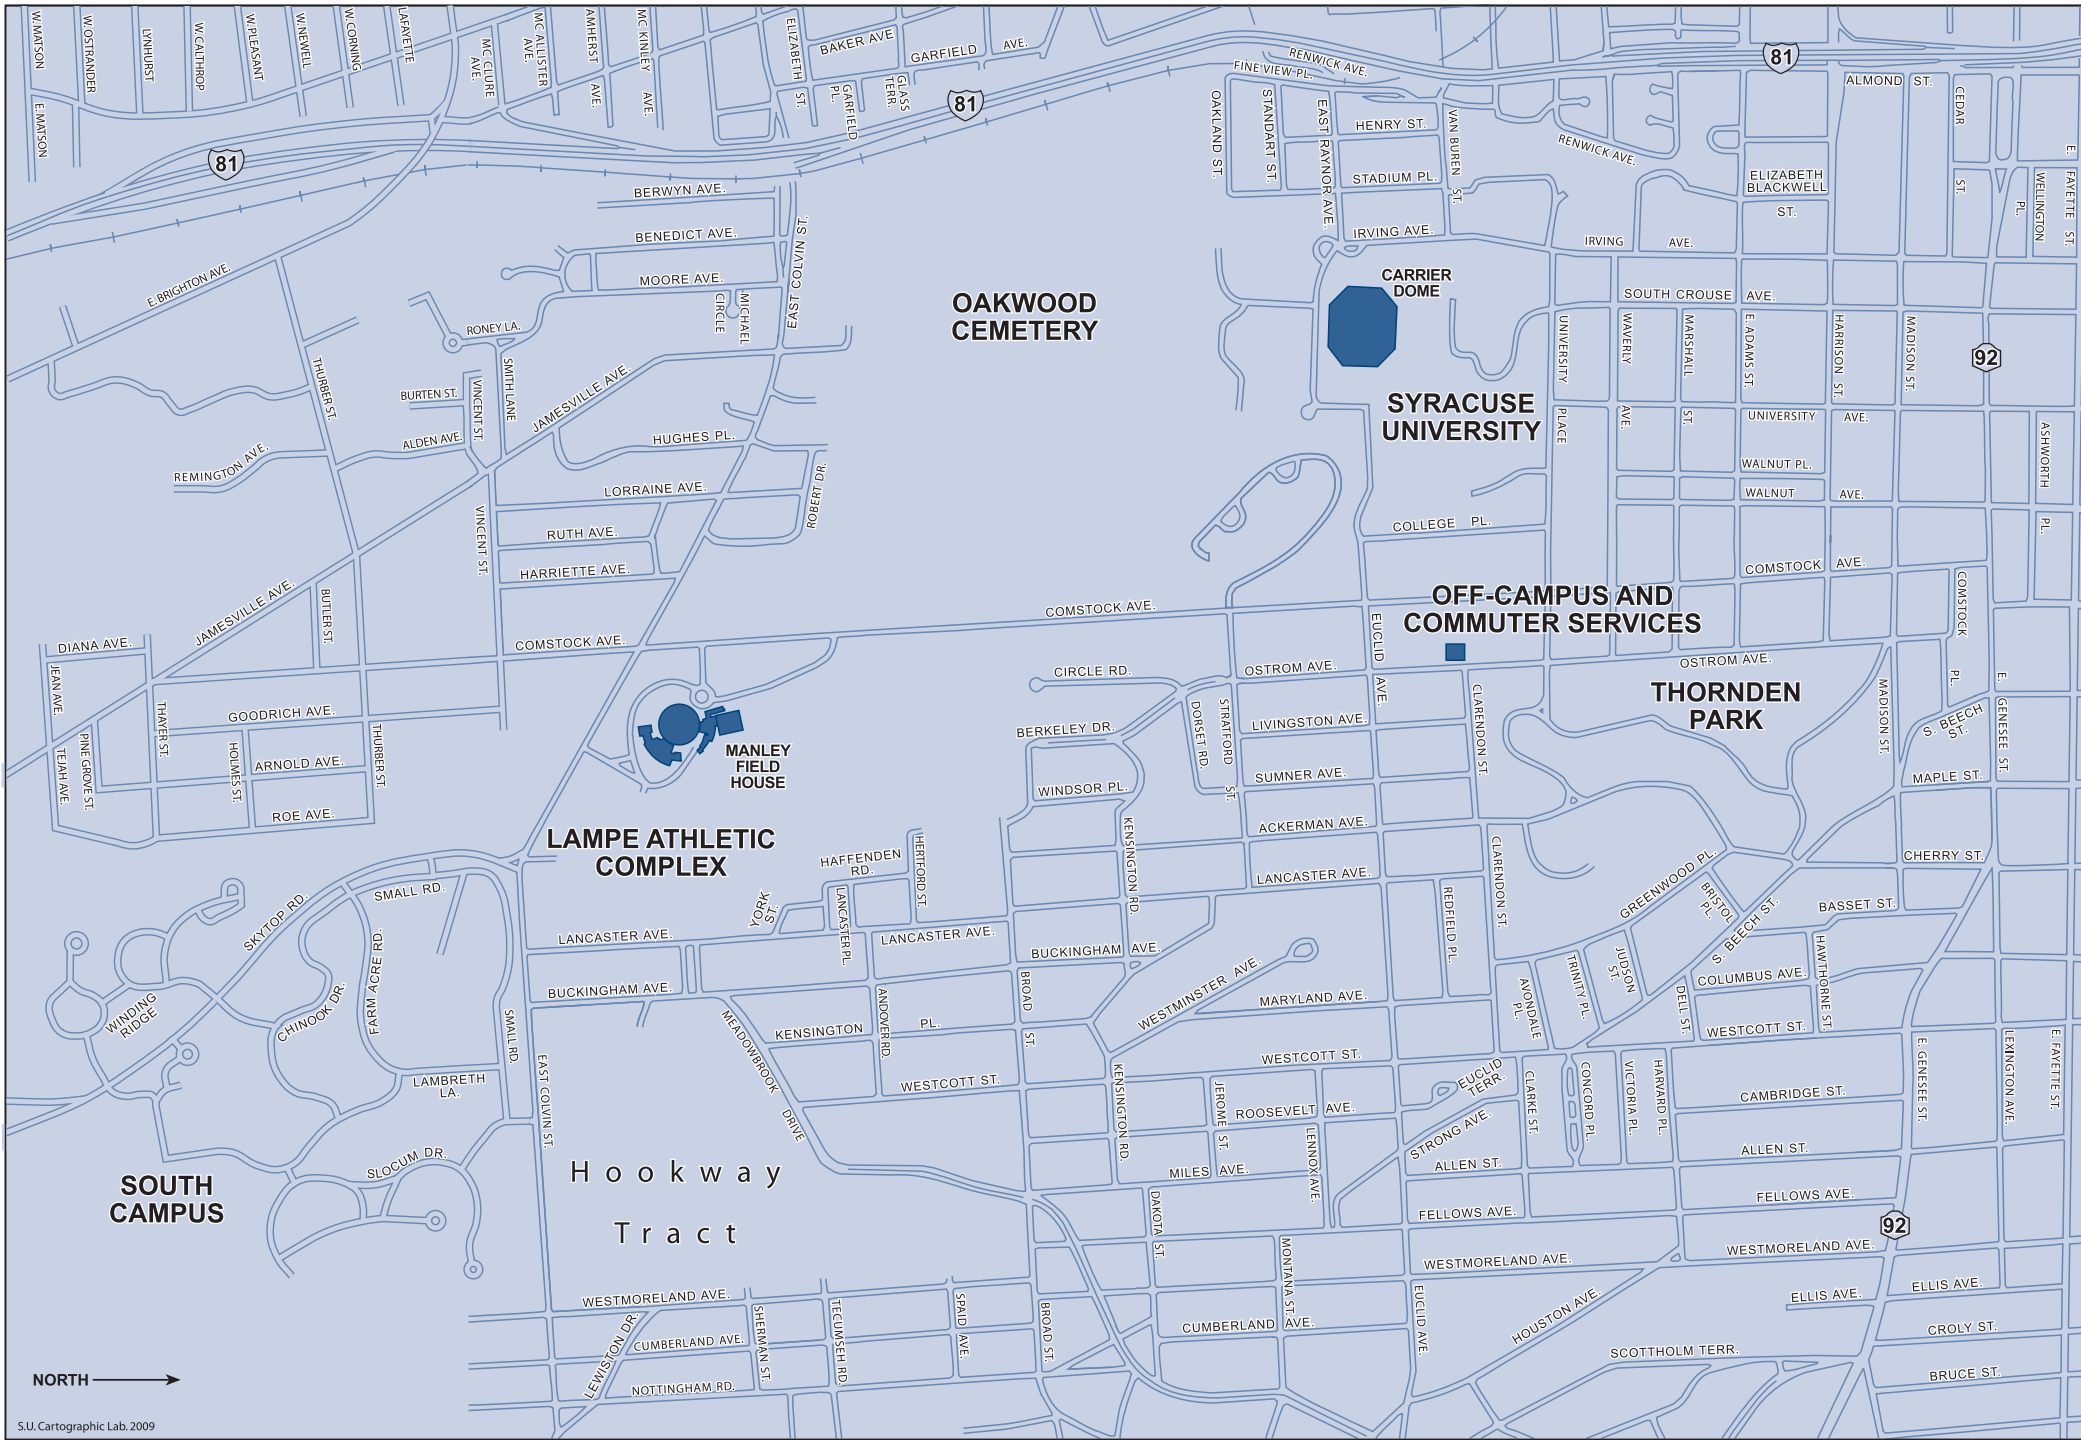 W. MATSON
W. OSTRANDER
LYNHURST
W. CALTHROP
W. PLEASANT
W. NEWELL
W. CORNING
LAFAYETTE
MC CLURE
AVE.
MC ALLISTER
AVE.
AMHERST
AVE.
MC KINLEY
AVE.
ELIZABETH
ST.
BAKER AVE
GARFIELD
AVE.
GARFIELD
PL.
GLASS
TERR.
E. MATSON
81
81
81
RENWICK AVE.
FINE VIEW PL.
OAKLAND ST.
STANDART ST.
EAST RAYNOR AVE.
HENRY ST.
VAN BUREN
ST.
STADIUM PL.
IRVING AVE.
RENWICK AVE.
ALMOND ST.
CEDAR
ST.
ELIZABETH
BLACKWELL
ST.
E.
FAYETTE ST.
WELLINGTON
PL.
IRVING
AVE.
BERWYN AVE.
BENEDICT AVE.
MOORE AVE.
MICHAEL
CIRCLE
EAST COLVIN ST.
E. BRIGHTON AVE.
RONEY LA.
SMITH LANE
THURBER ST.
JAMESVILLE AVE.
BURTEN ST.
VINCENT ST.
ALDEN AVE.
HUGHES PL.
REMINGTON AVE.
LORRAINE AVE.
ROBERT DR.
VINCENT ST.
RUTH AVE.
HARRIETTE AVE.
OAKWOOD
CEMETERY
CARRIER
DOME
SYRACUSE
UNIVERSITY
SOUTH CROUSE AVE.
UNIVERSITY
PLACE
WAVERLY
AVE.
MARSHALL
ST.
E. ADAMS ST.
HARRISON ST.
MADISON ST.
92
UNIVERSITY AVE.
ASHWORTH
PL.
WALNUT PL.
WALNUT AVE.
COLLEGE PL.
COMSTOCK AVE.
COMSTOCK
PL.
OFF-CAMPUS AND
COMMUTER SERVICES
JAMESVILLE AVE.
BUTLER ST.
DIANA AVE.
COMSTOCK AVE.
COMSTOCK AVE.
EUCLID
AVE.
OSTROM AVE.
OSTROM AVE.
CIRCLE RD.
THORNDEN
PARK
JEAN AVE.
TEJAH AVE.
PINE GROVE ST.
THAYER ST.
GOODRICH AVE.
HOLMES ST.
ARNOLD AVE.
THURBER ST.
ROE AVE.
MANLEY
FIELD
HOUSE
BERKELEY DR.
DORSET RD
STRATFORD
ST.
LIVINGSTON AVE.
SUMNER AVE.
CLARENDON ST.
MADISON ST.
S. BEECH
ST.
E.
GENESEE ST.
MAPLE ST.
WINDSOR PL.
KENSINGTON RD.
ACKERMAN AVE.
CLARENDON ST.
CHERRY ST.
LAMPE ATHLETIC
COMPLEX
HAFFENDEN
RD.
HERTFORD ST.
YORK
ST.
LANCASTER PL.
LANCASTER AVE.
LANCASTER AVE.
LANCASTER AVE.
REDFIELD PL.
GREENWOOD PL.
BRISTOL
PL.
S. BEECH ST.
BASSET ST.
SMALL RD.
SKYTOP RD.
FARM ACRE RD.
CHINOOK DR.
WINDING
RIDGE
SMALL RD.
BUCKINGHAM AVE.
BUCKINGHAM AVE.
BROAD
ST.
WESTMINSTER AVE.
MARYLAND AVE.
AVONDALE
PL.
TRINITY PL.
JUDSON
ST.
DELL ST.
COLUMBUS AVE.
HAWTHORNE ST.
WESTCOTT ST.
MEADOWBROOK
DRIVE
KENSINGTON PL.
ANDOVER RD.
WESTCOTT ST.
WESTCOTT ST.
LAMBRETH
LA.
EAST COLVIN ST.
KENSINGTON RD.
JEROME ST.
ROOSEVELT AVE.
EUCLID
TERR.
STRONG AVE.
CLARKE ST.
CONCORD PL.
VICTORIA PL.
HARVARD PL.
CAMBRIDGE ST.
E. GENESEE ST.
LEXINGTON AVE.
E. FAYETTE ST.
LENNOX AVE.
MILES AVE.
ALLEN ST.
ALLEN ST.
SLOCUM DR.
SOUTH
CAMPUS
Hookway
Tract
DAKOTA ST.
FELLOWS AVE.
FELLOWS AVE.
92
WESTMORELAND AVE.
WESTMORELAND AVE.
WESTMORELAND AVE.
MONTANA ST.
EUCLID AVE.
HOUSTON AVE.
ELLIS AVE.
ELLIS AVE.
LEWISTON DR.
CUMBERLAND AVE.
SHERMAN ST.
TECUMSEH RD.
SPAID AVE.
BROAD ST.
CUMBERLAND AVE.
CROLY ST.
SCOTTHOLM TERR.
BRUCE ST.
NOTTINGHAM RD.
NORTH
S.U. Cartographic Lab. 2009